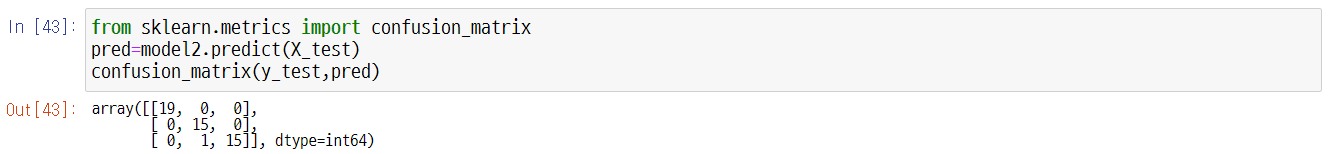 In [43]: from sklearn.metrics import confusion_matrix
pred=model2.predict(X_test)
confusion_matrix(y_test,pred)
Out[43]: array([[19,  0,  0],
[ 0, 15,  0],
[ 0,  1, 15]], dtype=int64)